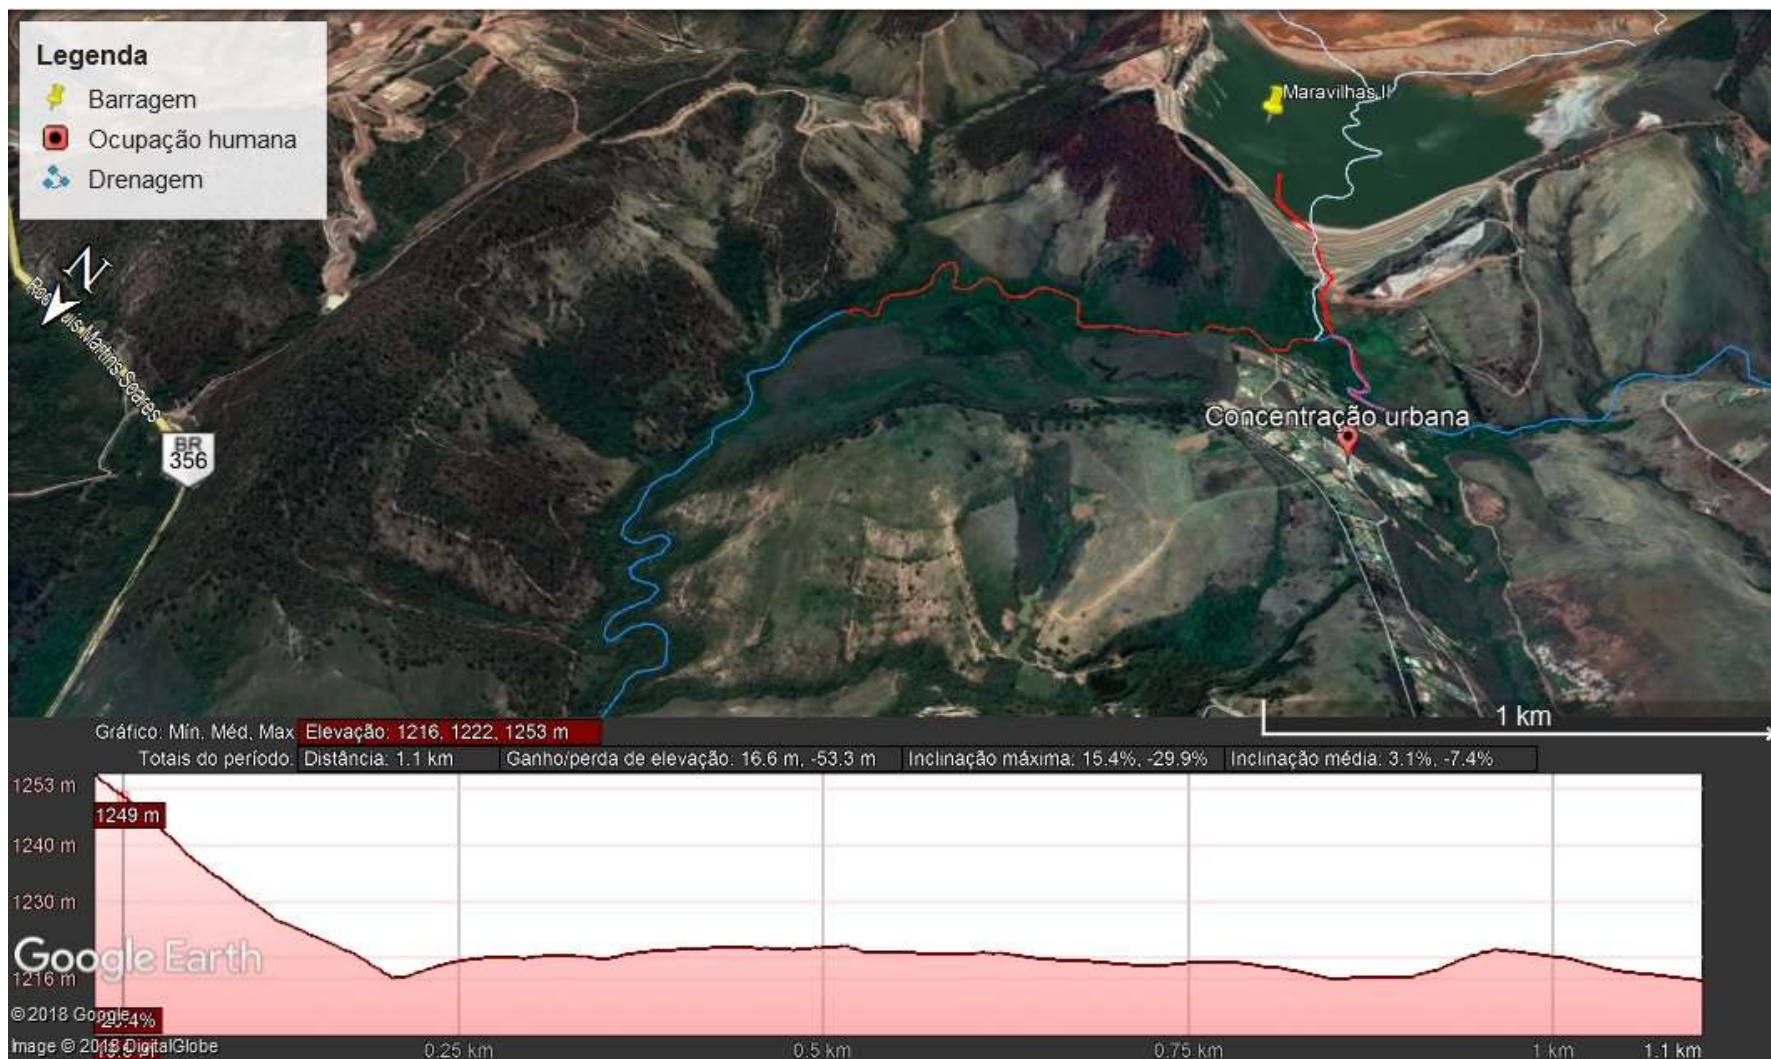 Legenda
Barragem
Ocupação humana
Drenagem
Maravilhas II
N
Luís Martins Soares
BR
356
Concentração urbana
1 km
Gráfico: Mín, Méd, Max Elevação: 1216, 1222, 1253 m
Totais do período: Distância: 1.1 km Ganho/perda de elevação: 16.6 m, -53.3 m Inclinação máxima: 15.4%, -29.9% Inclinação média: 3.1%, -7.4%
1253 m
1249 m
1240 m
1230 m
Google Earth
1216 m
© 2018 Google
Image © 2018 DigitalGlobe
0.25 km 0.5 km 0.75 km 1 km 1.1 km